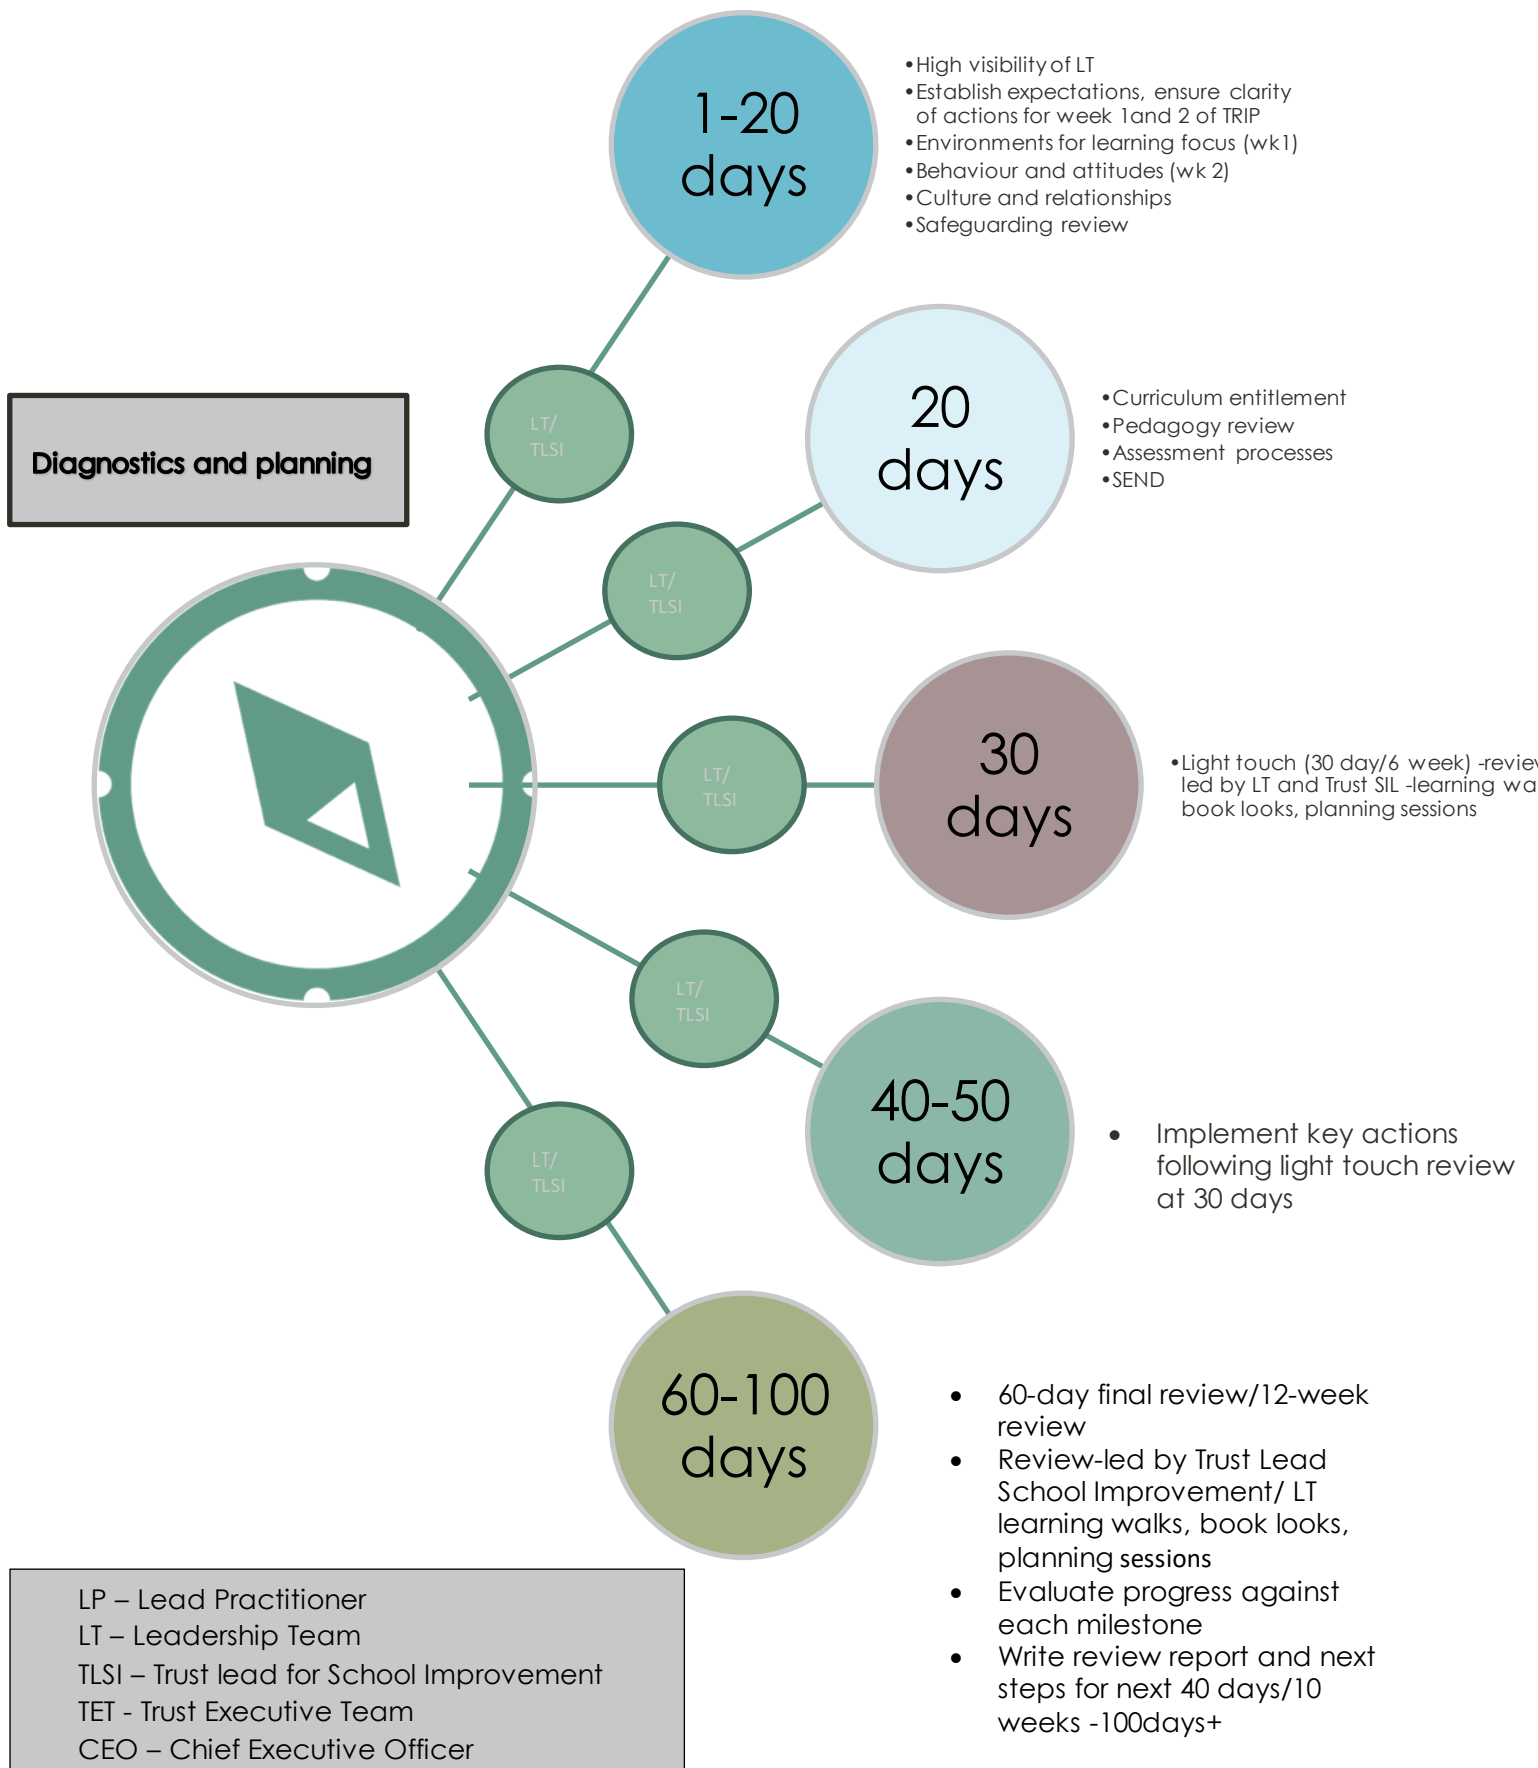 1-20
days
•High visibility of LT
•Establish expectations, ensure clarity
of actions for week 1and 2 of TRIP
•Environments for learning focus (wk1)
•Behaviour and attitudes (wk 2)
•Culture and relationships
•Safeguarding review
LT/
TLSI
Diagnostics and planning
20
days
•Curriculum entitlement
•Pedagogy review
•Assessment processes
•SEND
LT/
TLSI
30
days
•Light touch (30 day/6 week) -review
led by LT and Trust SIL -learning
book looks, planning sessions
LT/
TLSI
40-50
days
• Implement key actions
following light touch review
at 30 days
LT/
TLSI
60-100
days
• 60-day final review/12-week
review
• Review-led by Trust Lead
School Improvement/ LT
learning walks, book looks,
planning sessions
• Evaluate progress against
each milestone
• Write review report and next
steps for next 40 days/10
weeks -100days+
LT/
TLSI
LP – Lead Practitioner
LT – Leadership Team
TLSI – Trust lead for School Improvement
TET - Trust Executive Team
CEO – Chief Executive Officer